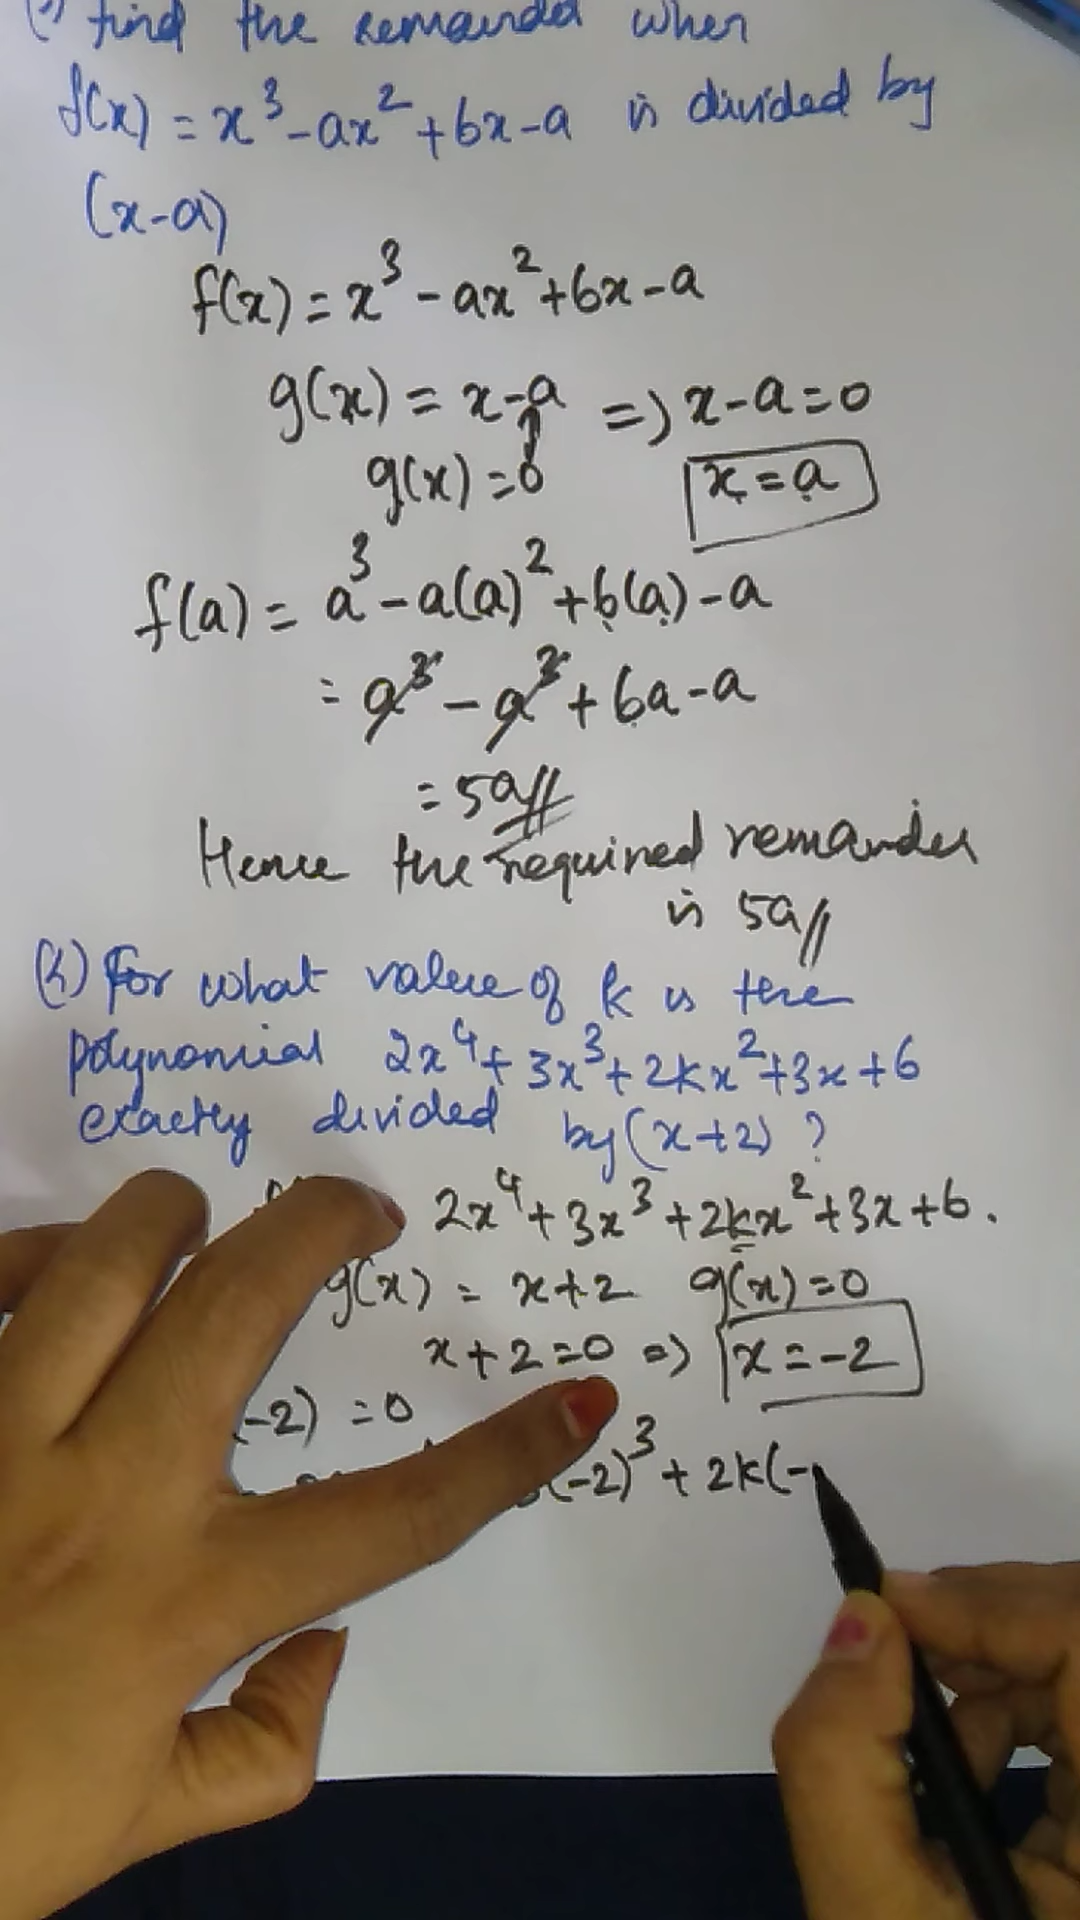 find the remainder when
f(x) = x³ - ax² + 6x - a is divided by
(x-a)
f(x) = x³ - ax² + 6x - a
g(x) = x-a ⇒ x-a=0
g(x) = 0 x = a
f(a) = a³ - a(a)² + 6(a) - a
= a³ - a³ + 6a - a
= 5a//
Hence the required remainder
is 5a//
For what value of k is the
polynomial 2x⁴ + 3x³ + 2kx² + 3x + 6
exactly divided by (x+2) ?
2x⁴ + 3x³ + 2kx² + 3x + 6.
g(x) = x+2 g(x) = 0
x+2=0 ⇒ x = -2
-2) = 0
(-2)³ + 2k(-